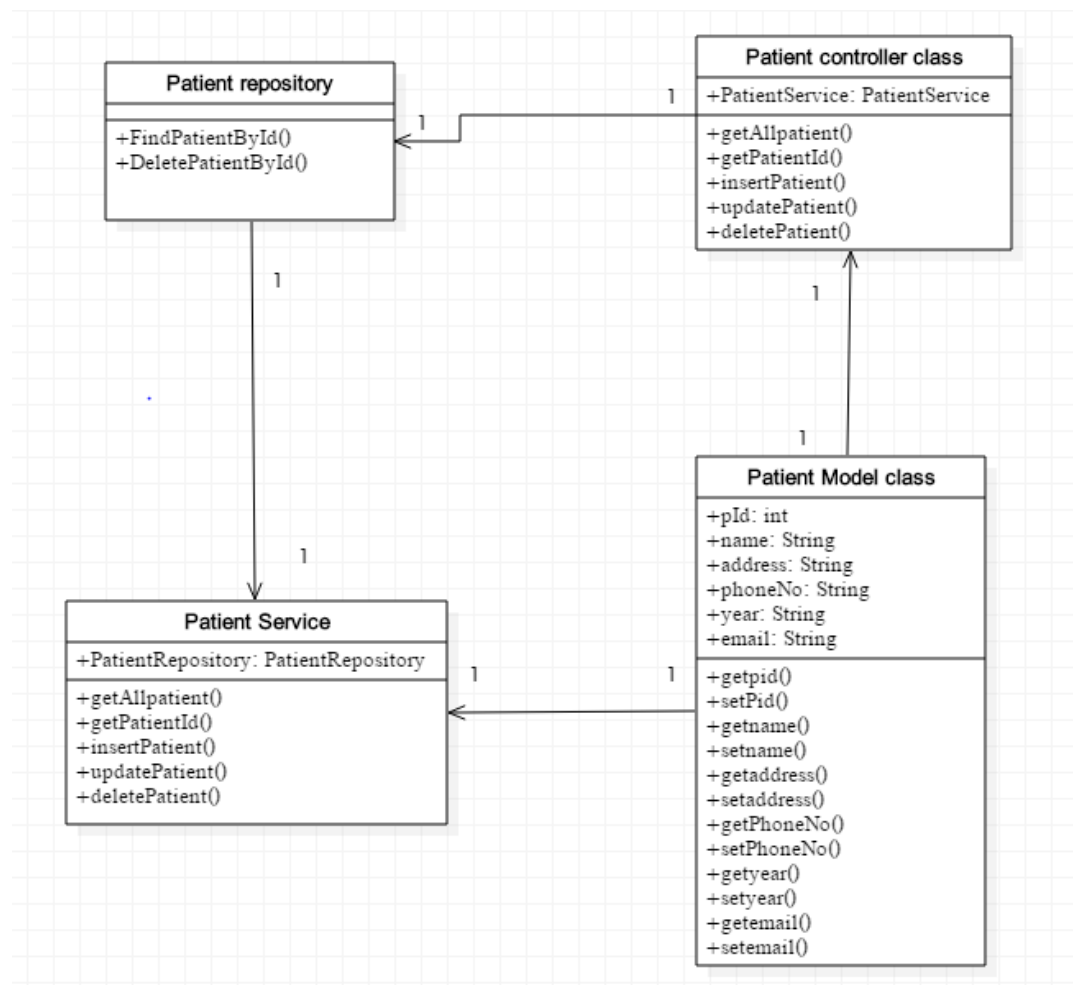 Patient repository
+FindPatientById()
+DeletePatientById()
1
1
Patient controller class
+PatientService: PatientService
+getAllpatient()
+getPatientId()
+insertPatient()
+updatePatient()
+deletePatient()
1
1
1
1
Patient Service
+PatientRepository: PatientRepository
+getAllpatient()
+getPatientId()
+insertPatient()
+updatePatient()
+deletePatient()
1
1
Patient Model class
+pId: int
+name: String
+address: String
+phoneNo: String
+year: String
+email: String
+getpid()
+setPid()
+getname()
+setname()
+getaddress()
+setaddress()
+getPhoneNo()
+setPhoneNo()
+getyear()
+setyear()
+getemail()
+setemail()